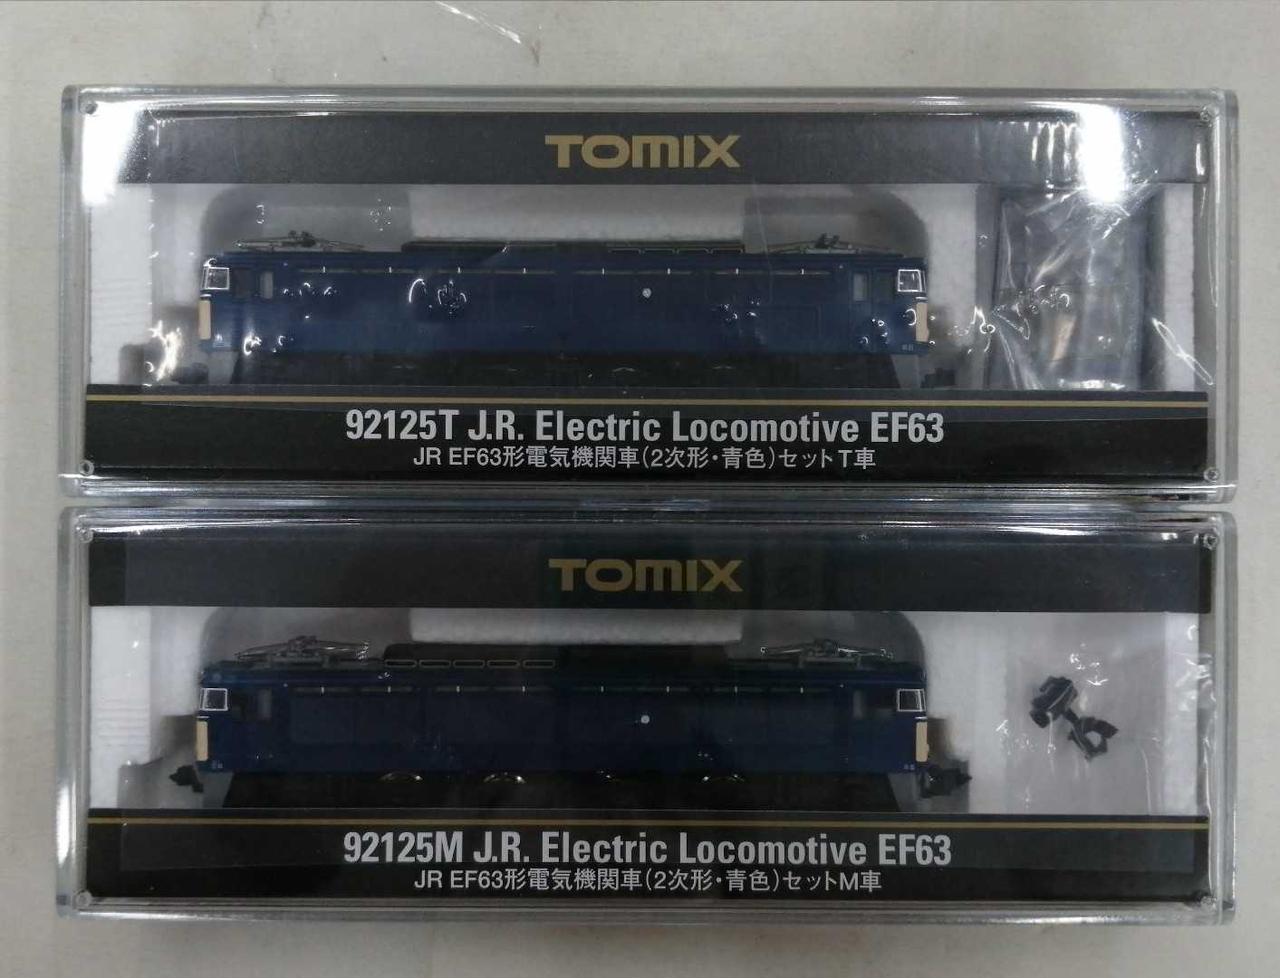 TOMIX
92125T J.R. Electric Locomotive EF63
JR EF63形電気機関車(2次形・青色)セットT車
TOMIX
92125M J.R. Electric Locomotive EF63
JR EF63形電気機関車(2次形・青色)セットM車